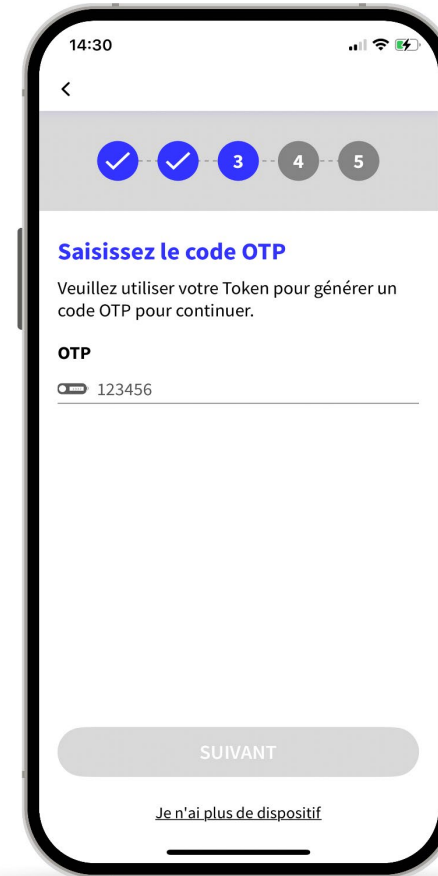 14:30
3 4 5
Saisissez le code OTP
Veuillez utiliser votre Token pour générer un
code OTP pour continuer.
OTP
123456
SUIVANT
Je n'ai plus de dispositif